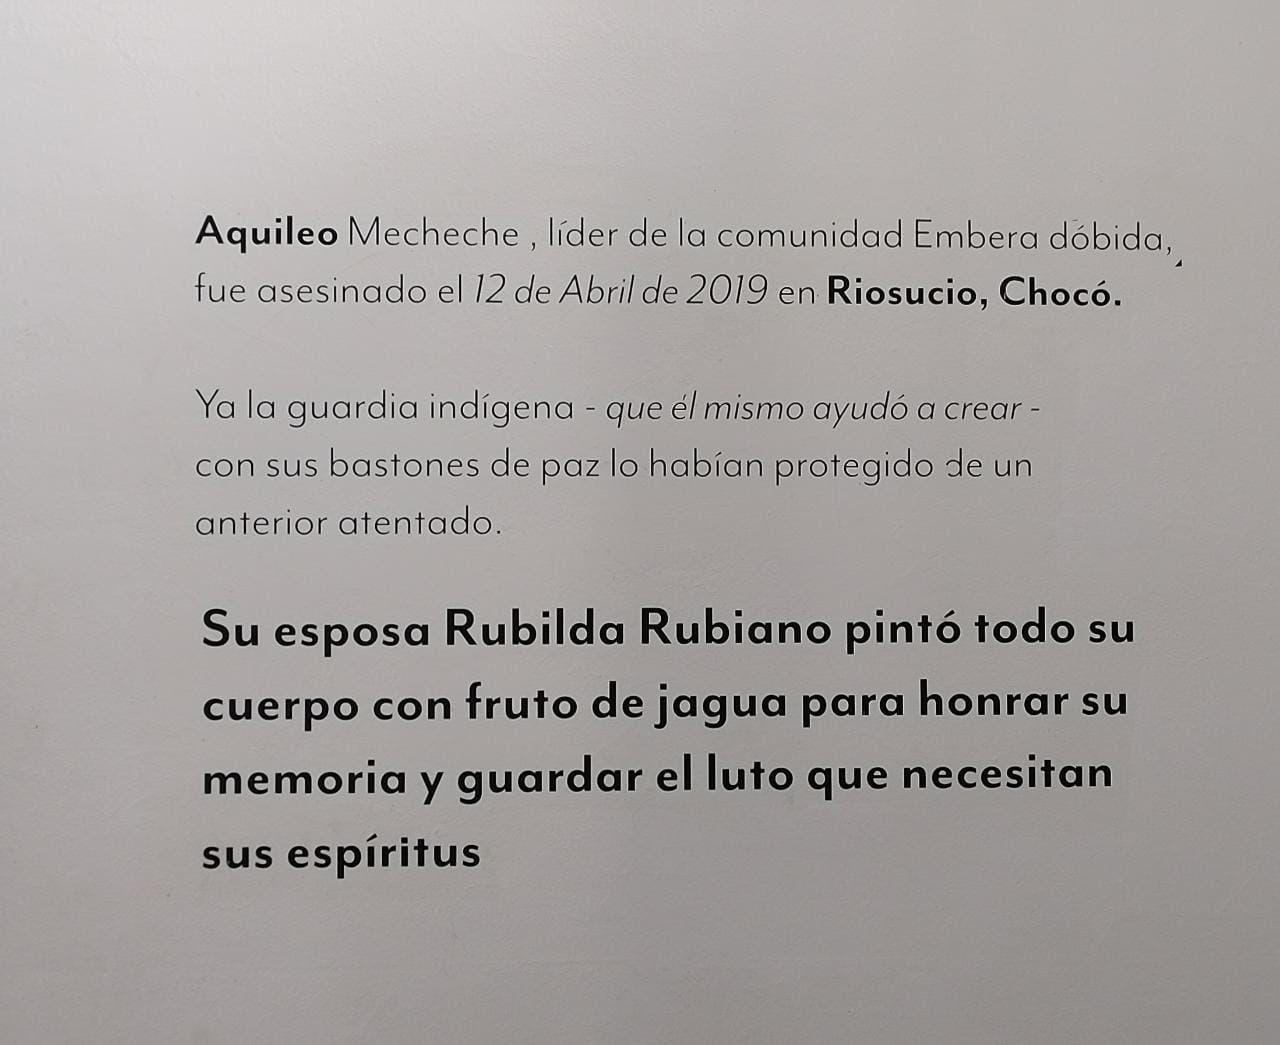 Aquileo Mecheche , líder de la comunidad Embera dóbida,
fue asesinado el 12 de Abril de 2019 en Riosucio, Chocó.
Ya la guardia indígena - que él mismo ayudó a crear -
con sus bastones de paz lo habían protegido de un
anterior atentado.
Su esposa Rubilda Rubiano pintó todo su
cuerpo con fruto de jagua para honrar su
memoria y guardar el luto que necesitan
sus espíritus